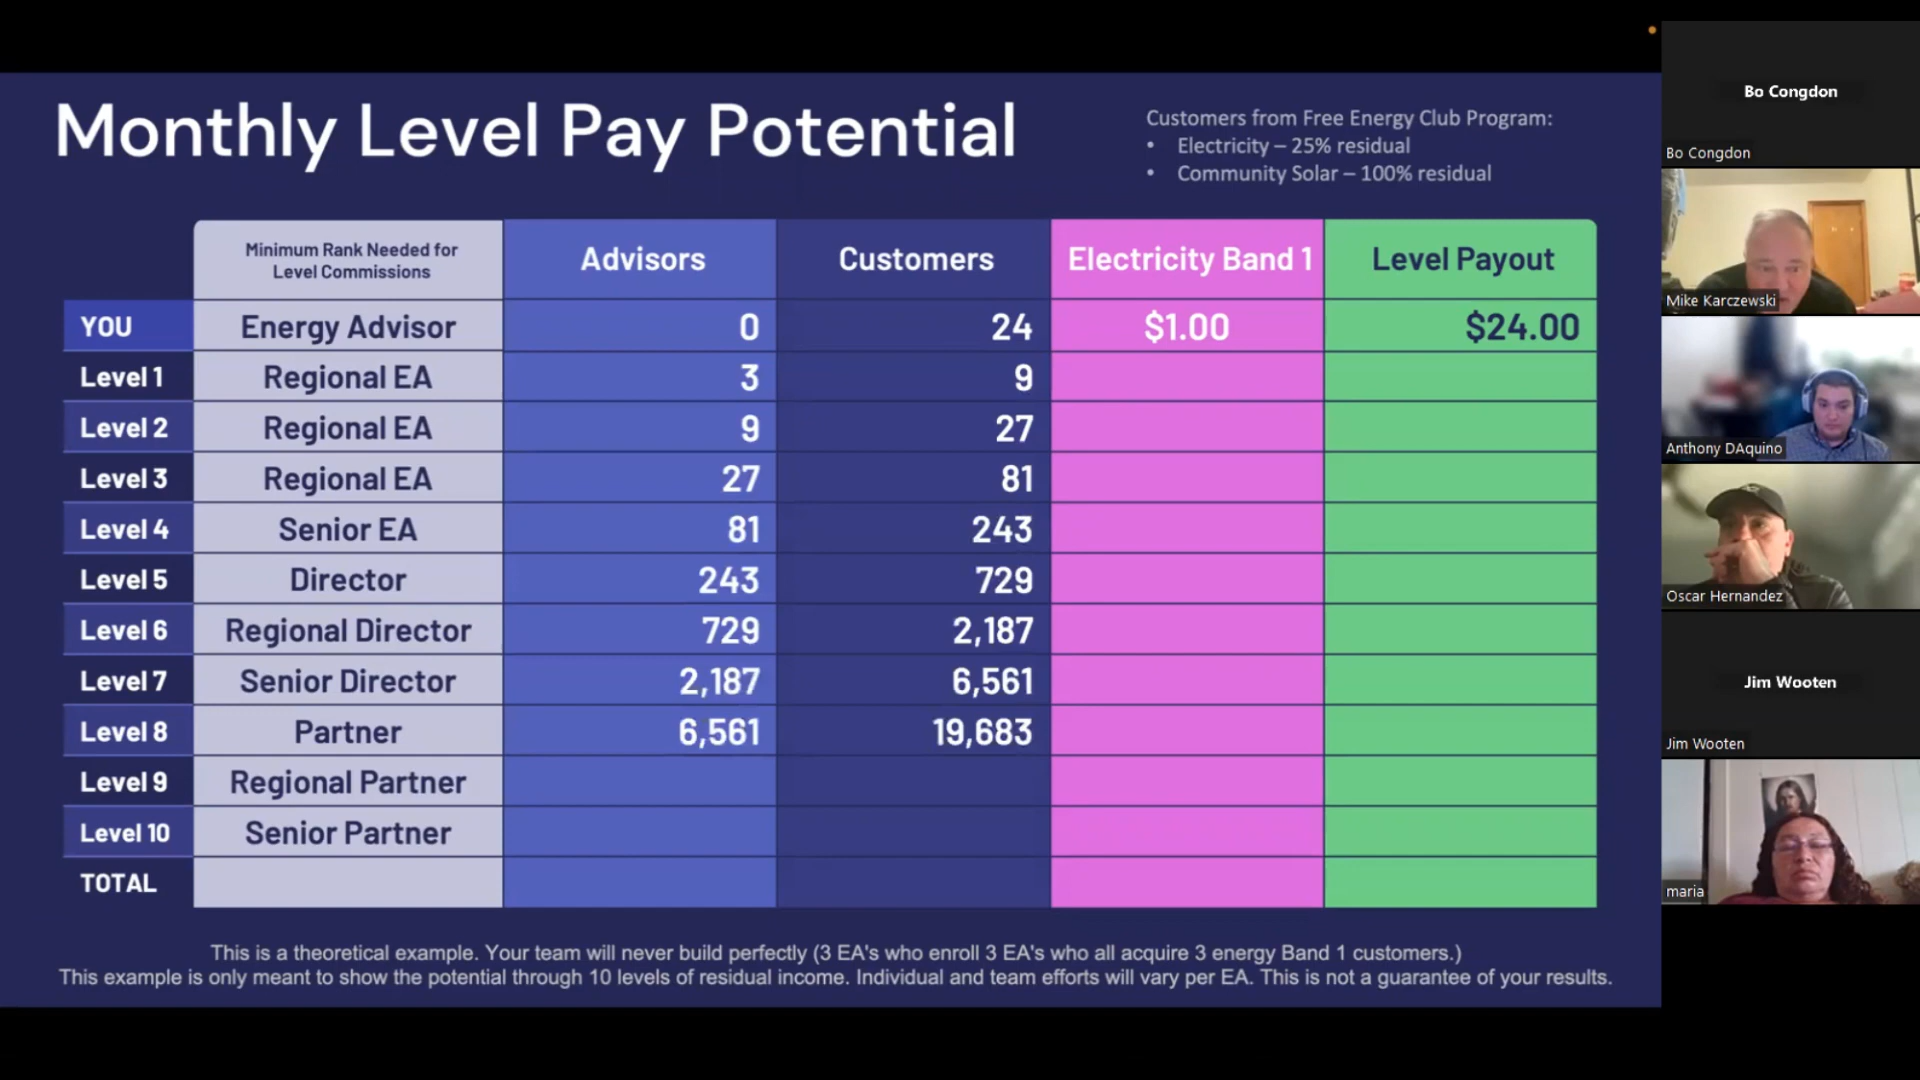 Monthly Level Pay Potential
Customers from Free Energy Club Program:
• Electricity – 25% residual
• Community Solar – 100% residual
Minimum Rank Needed for
Level Commissions
Advisors
Customers
Electricity Band 1
Level Payout
YOU Energy Advisor 0 24 $1.00 $24.00
Level 1 Regional EA 3 9
Level 2 Regional EA 9 27
Level 3 Regional EA 27 81
Level 4 Senior EA 81 243
Level 5 Director 243 729
Level 6 Regional Director 729 2,187
Level 7 Senior Director 2,187 6,561
Level 8 Partner 6,561 19,683
Level 9 Regional Partner
Level 10 Senior Partner
TOTAL
This is a theoretical example. Your team will never build perfectly (3 EA's who enroll 3 EA's who all acquire 3 energy Band 1 customers.)
This example is only meant to show the potential through 10 levels of residual income. Individual and team efforts will vary per EA. This is not a guarantee of your results.
Bo Congdon
Bo Congdon
Mike Karczewski
Anthony DAquino
Oscar Hernandez
Jim Wooten
Jim Wooten
maria